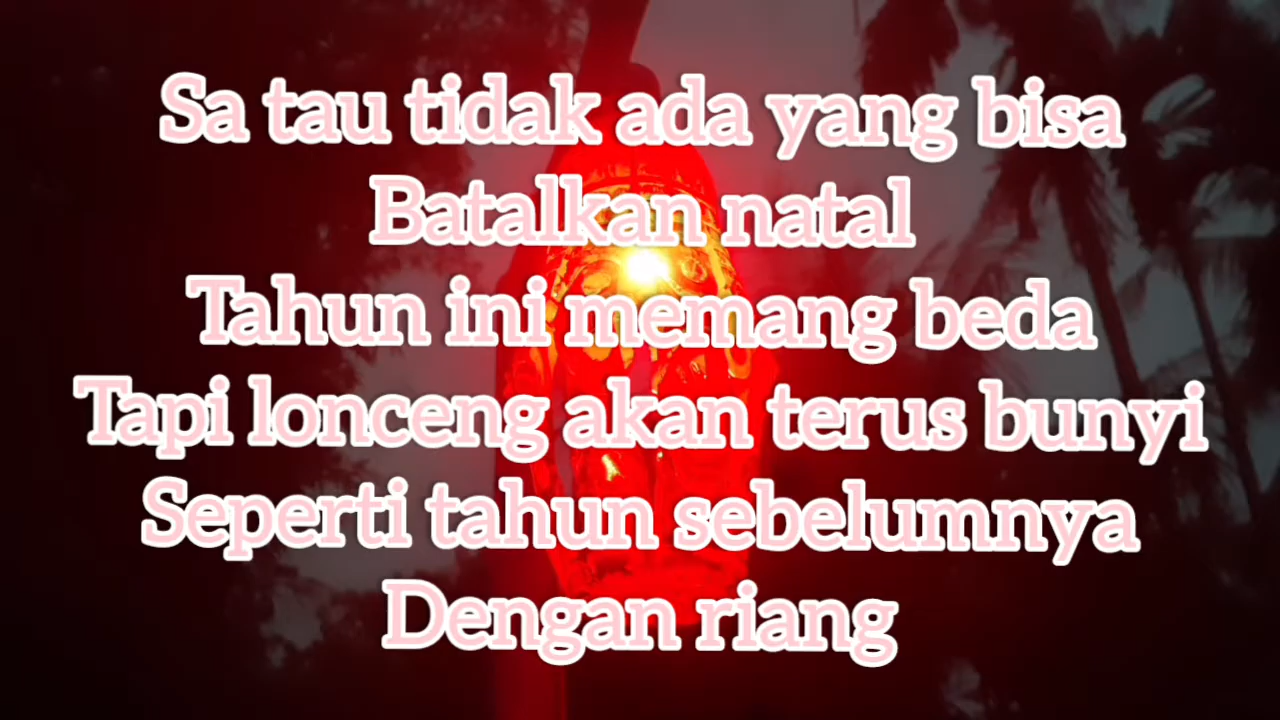 Sa tau tidak ada yang bisa
Batalkan natal
Tahun ini memang beda
Tapi lonceng akan terus bunyi
Seperti tahun sebelumnya
Dengan riang